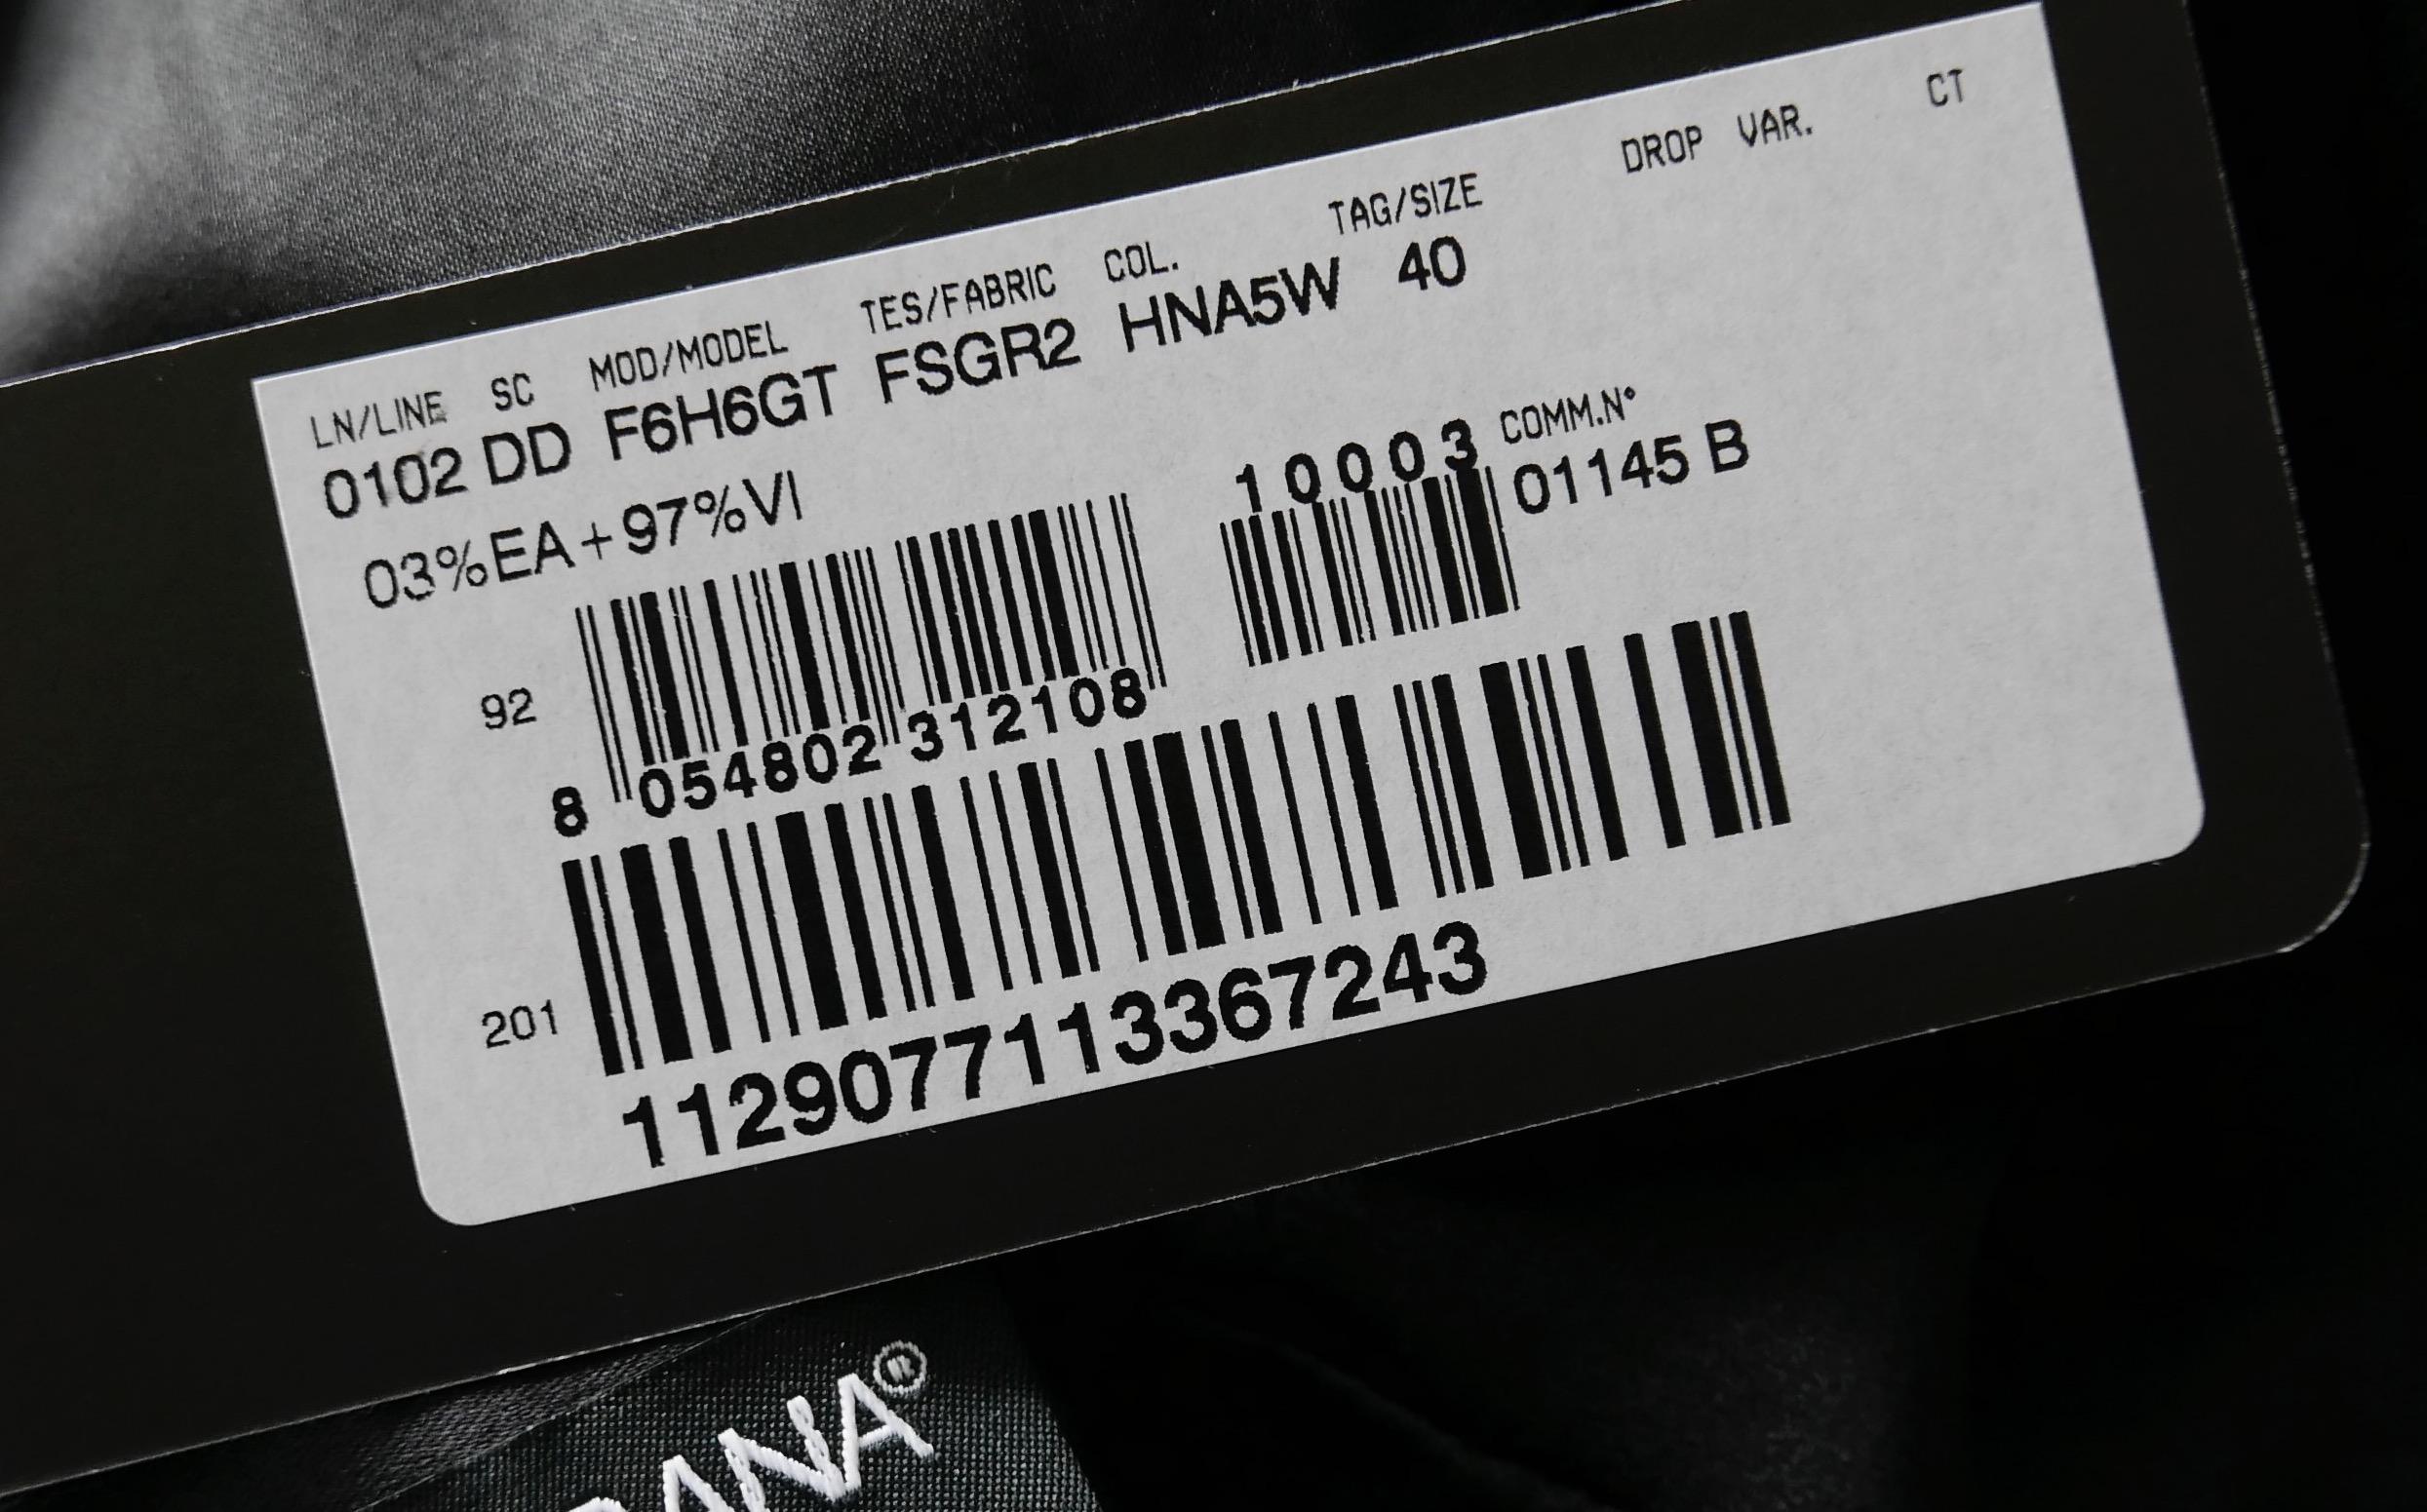 LN/LINE SC MOD/MODEL TES/FABRIC COL. TAG/SIZE DROP VAR. CT
0102 DD F6H6GT FSGR2 HNA5W 40
03%EA+97%VI
10003 COMM.N°
01145 B
92
8 054802 312108
201
1129077113367243
ANA®